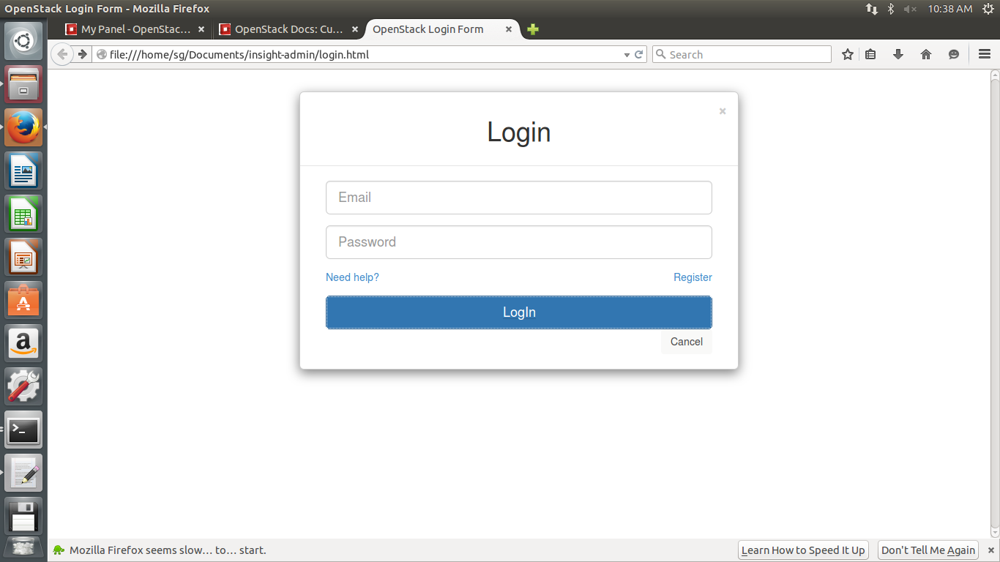 OpenStack Login Form - Mozilla Firefox
10:38 AM
My Panel - OpenStac...
OpenStack Docs: Cu...
OpenStack Login Form
file:///home/sg/Documents/insight-admin/login.html
Search
Login
Email
Password
Need help?
Register
LogIn
Cancel
Mozilla Firefox seems slow... to... start.
Learn How to Speed It Up
Don't Tell Me Again